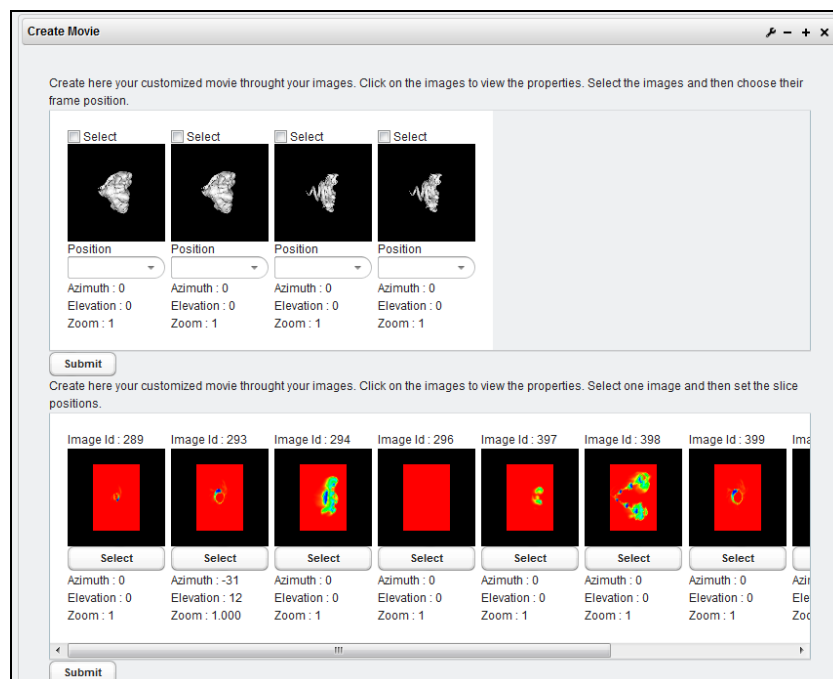 Create Movie
Create here your customized movie throught your images. Click on the images to view the properties. Select the images and then choose their
frame position.
Select Select Select Select
Position Position Position Position
Azimuth : 0 Azimuth : 0 Azimuth : 0 Azimuth : 0
Elevation : 0 Elevation : 0 Elevation : 0 Elevation : 0
Zoom : 1 Zoom : 1 Zoom : 1 Zoom : 1
Submit
Create here your customized movie throught your images. Click on the images to view the properties. Select one image and then set the slice
positions.
Image Id : 289 Image Id : 293 Image Id : 294 Image Id : 296 Image Id : 397 Image Id : 398 Image Id : 399
Select Select Select Select Select Select Select
Azimuth : 0 Azimuth : -31 Azimuth : 0 Azimuth : 0 Azimuth : 0 Azimuth : 0 Azimuth : 0
Elevation : 0 Elevation : 12 Elevation : 0 Elevation : 0 Elevation : 0 Elevation : 0 Elevation : 0
Zoom : 1 Zoom : 1.000 Zoom : 1 Zoom : 1 Zoom : 1 Zoom : 1 Zoom : 1
Submit